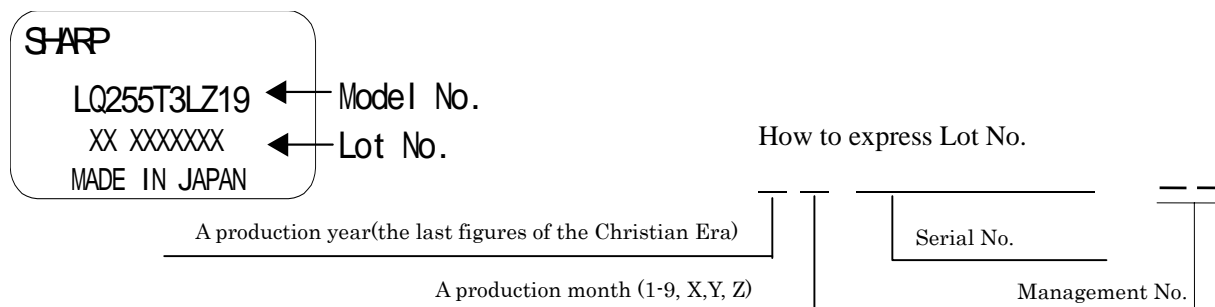 SHARP
LQ255T3LZ19
Model No.
XX XXXXXXX
Lot No.
MADE IN JAPAN
How to express Lot No.
A production year(the last figures of the Christian Era)
Serial No.
A production month (1-9, X,Y, Z)
Management No.